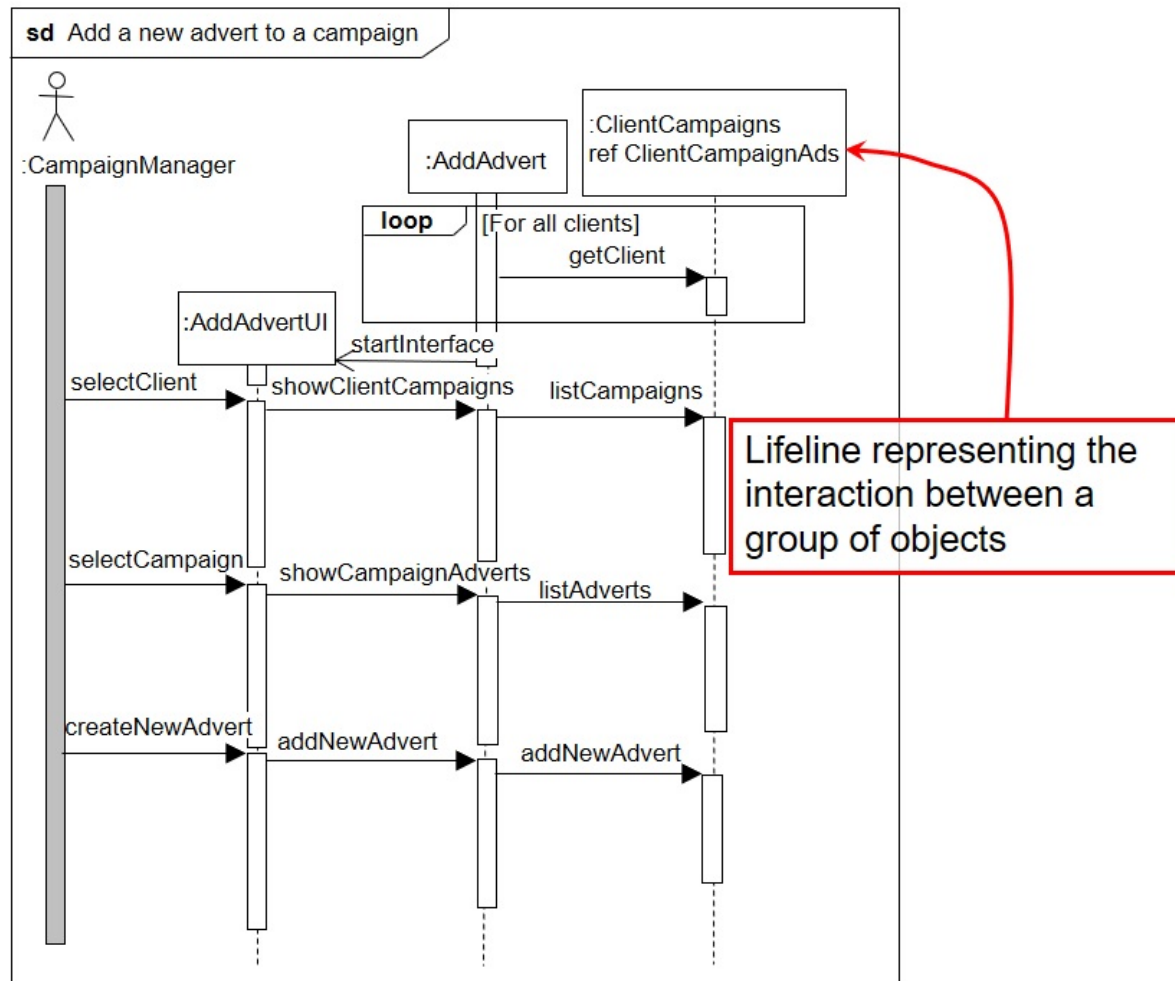 sd Add a new advert to a campaign
:CampaignManager
:AddAdvert
:ClientCampaigns
ref ClientCampaignAds
loop
[For all clients]
getClient
:AddAdvertUI
startInterface
selectClient
showClientCampaigns
listCampaigns
Lifeline representing the
interaction between a
group of objects
selectCampaign
showCampaignAdverts
listAdverts
createNewAdvert
addNewAdvert
addNewAdvert